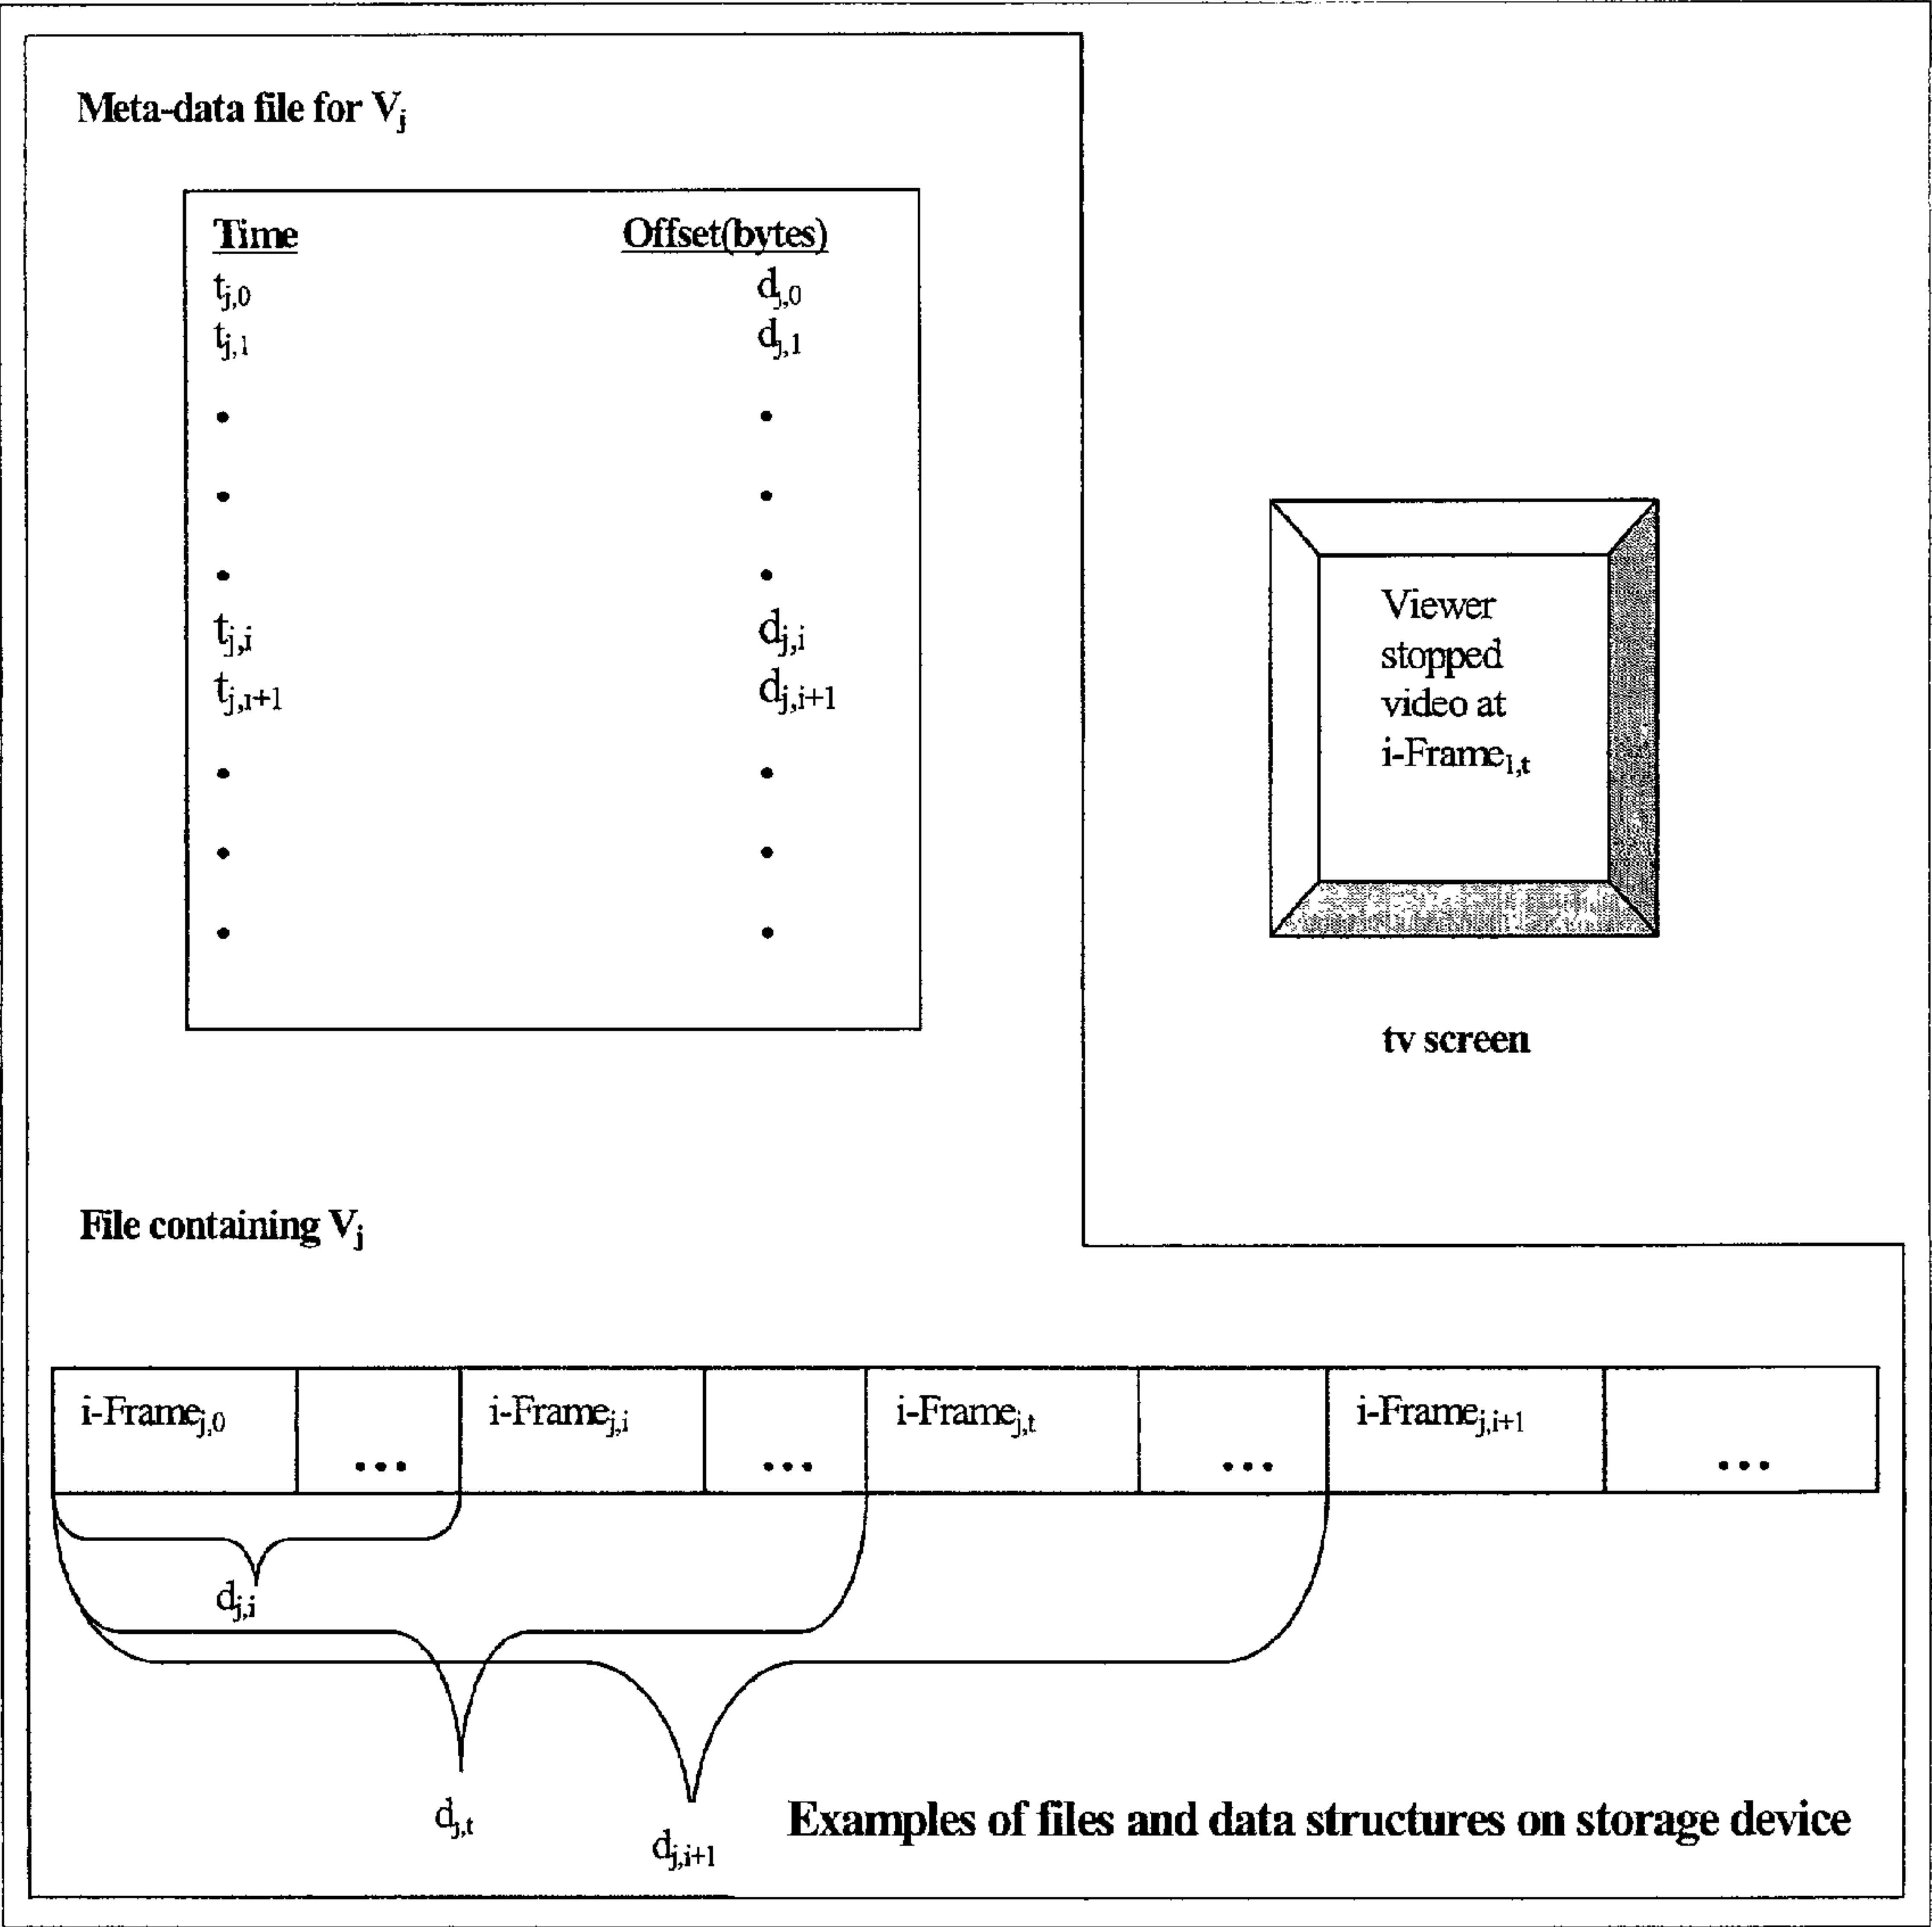 Meta-data file for Vj
Time Offset(bytes)
tj,0 dj,0
tj,1 dj,1
• •
• •
• •
tj,i dj,i
tj,i+1 dj,i+1
• •
• •
• •
Viewer
stopped
video at
i-Frame1,t
tv screen
File containing Vj
i-Framej,0 ... i-Framej,i ... i-Framej,t ... i-Framej,i+1 ...
dj,i
dj,t
dj,i+1
Examples of files and data structures on storage device